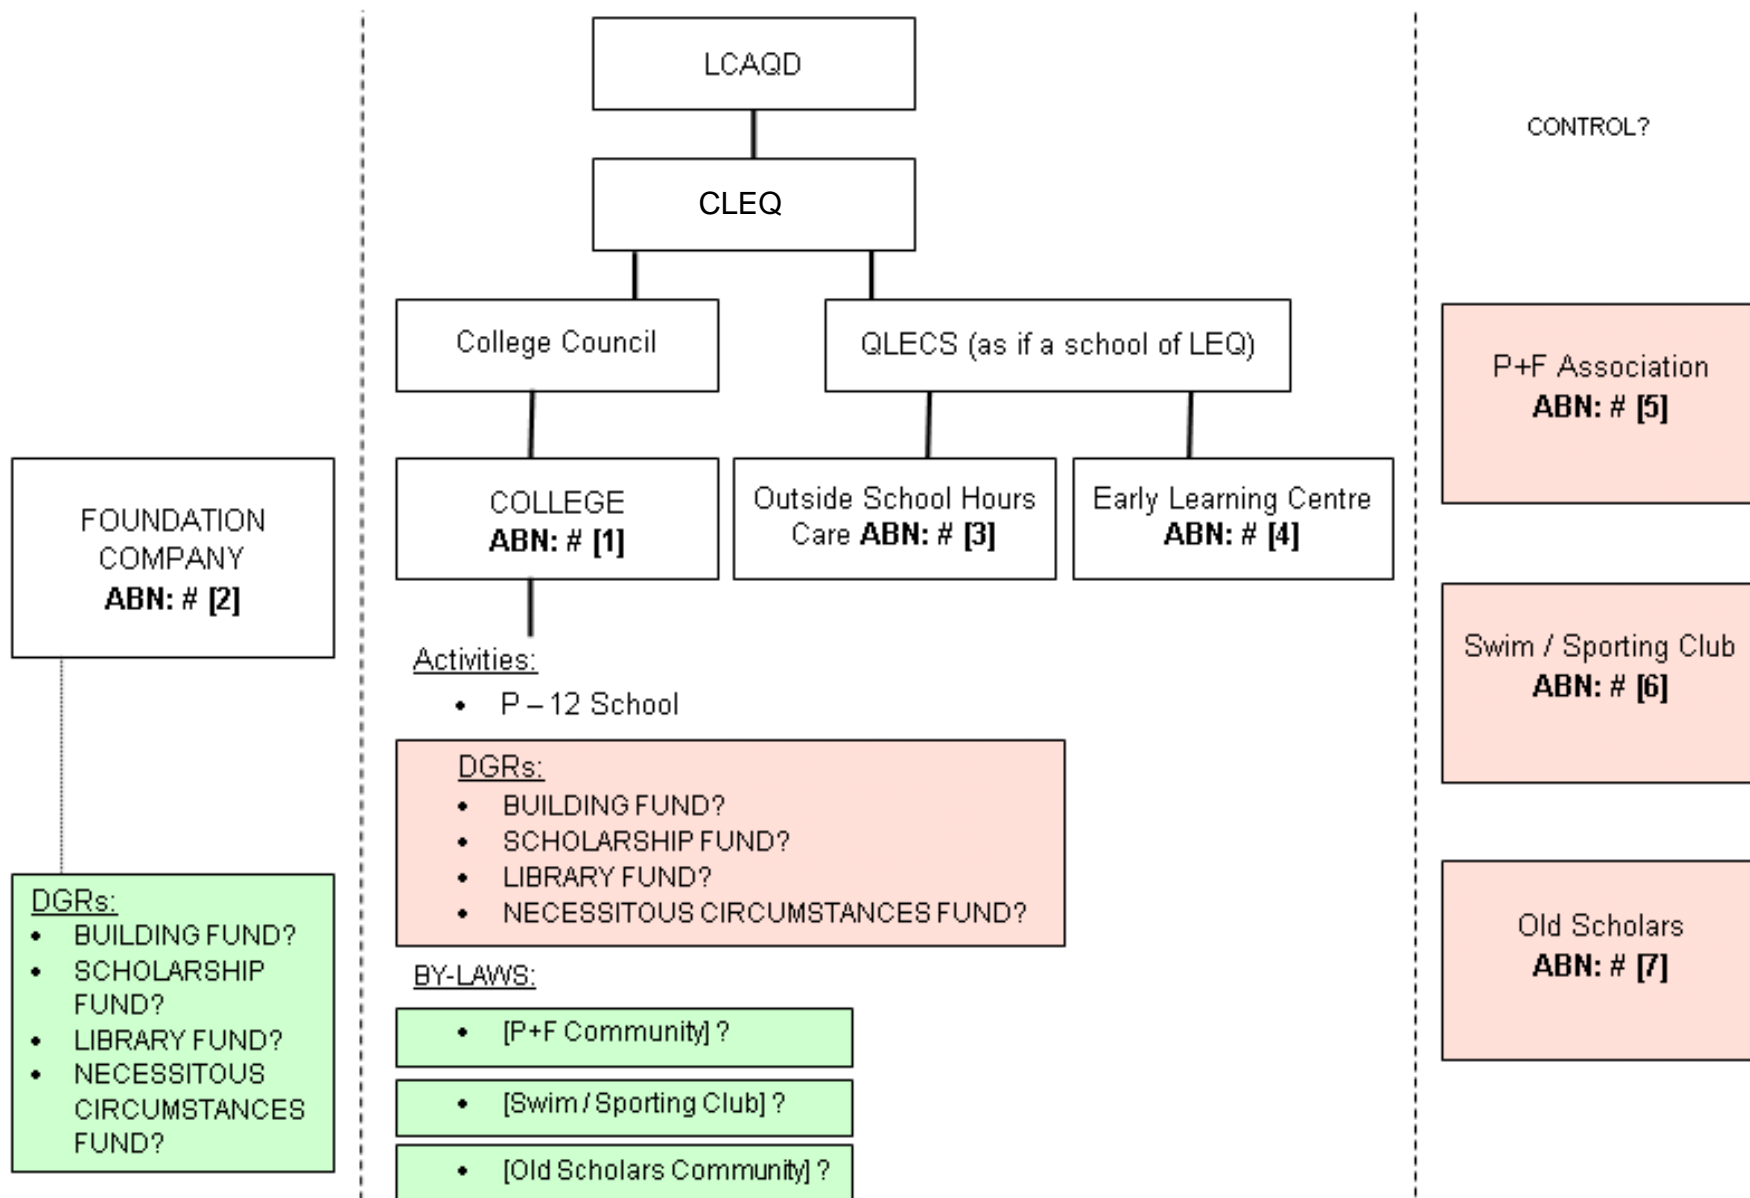 LCAQD
CONTROL?
CLEQ
College Council
QLECS (as if a school of LEQ)
P+F Association
ABN: # [5]
FOUNDATION
COMPANY
ABN: # [2]
COLLEGE
ABN: # [1]
Outside School Hours
Care ABN: # [3]
Early Learning Centre
ABN: # [4]
Swim / Sporting Club
ABN: # [6]
Activities:
• P – 12 School
DGRs:
• BUILDING FUND?
• SCHOLARSHIP FUND?
• LIBRARY FUND?
• NECESSITOUS CIRCUMSTANCES FUND?
Old Scholars
ABN: # [7]
DGRs:
• BUILDING FUND?
• SCHOLARSHIP
FUND?
• LIBRARY FUND?
• NECESSITOUS
CIRCUMSTANCES
FUND?
BY-LAWS:
• [P+F Community] ?
• [Swim / Sporting Club] ?
• [Old Scholars Community] ?